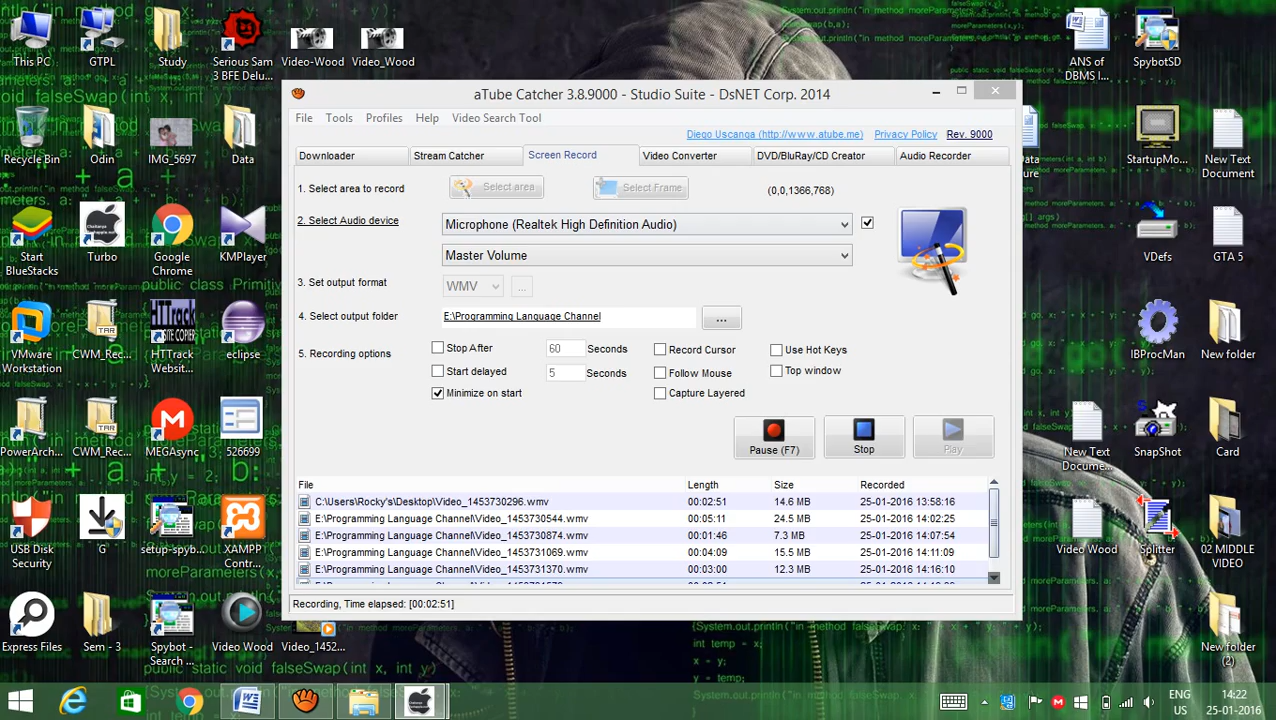 aTube Catcher 3.8.9000 - Studio Suite - DsNET Corp. 2014
File Tools Profiles Help Video Search Tool
Diego Uscanga (http://www.atube.me) Privacy Policy Rev. 9000
Downloader Stream Catcher Screen Record Video Converter DVD/BluRay/CD Creator Audio Recorder
1. Select area to record Select area Select Frame (0,0,1366,768)
2. Select Audio device Microphone (Realtek High Definition Audio)
Master Volume
3. Set output format WMV ...
4. Select output folder E:\Programming Language Channel ...
5. Recording options
Stop After 60 Seconds Record Cursor Use Hot Keys
Start delayed 5 Seconds Follow Mouse Top window
Minimize on start Capture Layered
Pause (F7) Stop Play
File Length Size Recorded
C:\Users\Rocky's\Desktop\Video_1453730296.wmv 00:02:51 14.6 MB 25-01-2016 13:58:16
E:\Programming Language Channel\Video_1453730544.wmv 00:05:11 24.5 MB 25-01-2016 14:02:25
E:\Programming Language Channel\Video_1453730874.wmv 00:01:46 7.3 MB 25-01-2016 14:07:54
E:\Programming Language Channel\Video_1453731069.wmv 00:04:09 15.5 MB 25-01-2016 14:11:09
E:\Programming Language Channel\Video_1453731370.wmv 00:03:00 12.3 MB 25-01-2016 14:16:19
Recording, Time elapsed: [00:02:51]
This PC
GTPL
Study
Serious Sam
3 BFE Delu...
Video-Wood
Video_Wood
Recycle Bin
Odin
IMG_5697
Data
Start
BlueStacks
Turbo
Google
Chrome
KMPlayer
VMware
Workstation
CWM_Rec...
HTTrack
Websit...
eclipse
PowerArch...
CWM_Rec...
MEGAsync
526699
USB Disk
Security
G
setup-spyb...
XAMPP
Contr...
Express Files
Sem - 3
Spybot -
Search ...
Video Wood
Video_1452...
ANS of
DBMS I...
SpybotSD
StartupMo...
New Text
Document
VDefs
GTA 5
IBProcMan
New folder
New Text
Docume...
SnapShot
Card
Video Wood
Splitter
02 MIDDLE
VIDEO
New folder
(2)
int temp = x;
x = y;
y = temp;
public static void falseSwap(int x, int y)
ENG 14:22
US 25-01-2016